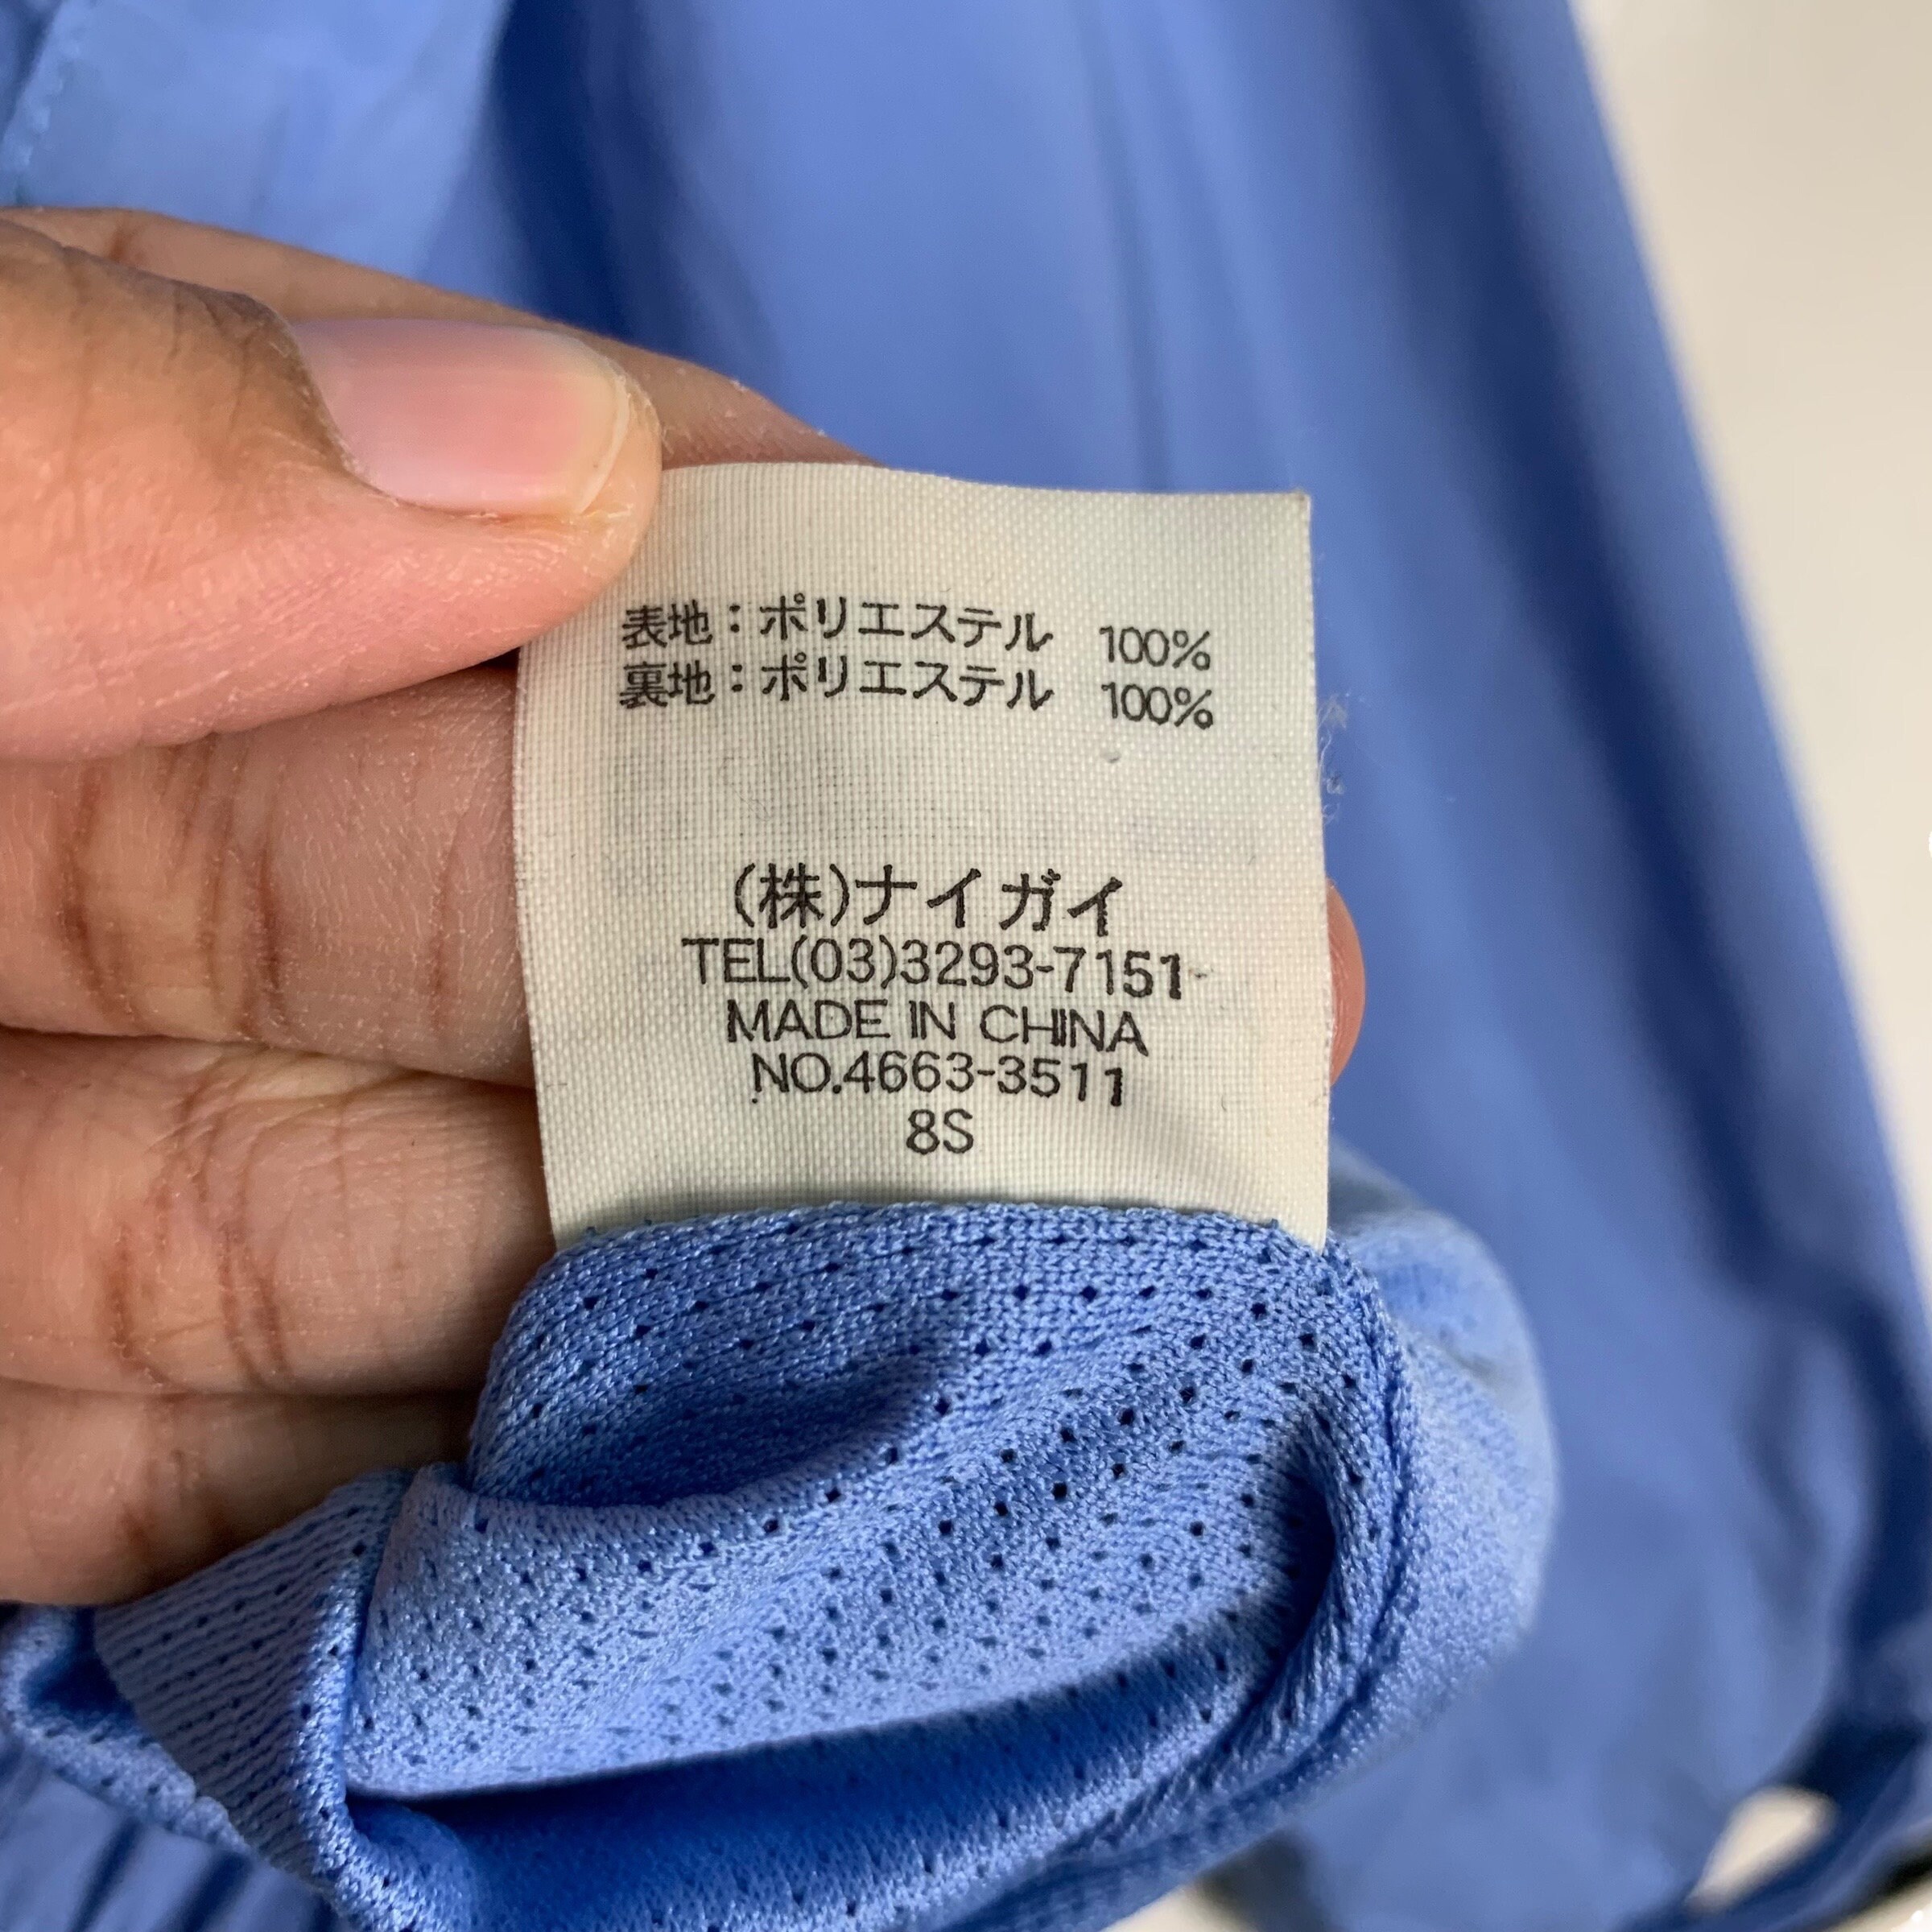 表地：ポリエステル 100%
裏地：ポリエステル 100%
(株)ナイガイ
TEL(03)3293-7151
MADE IN CHINA
NO.4663-3511
8S